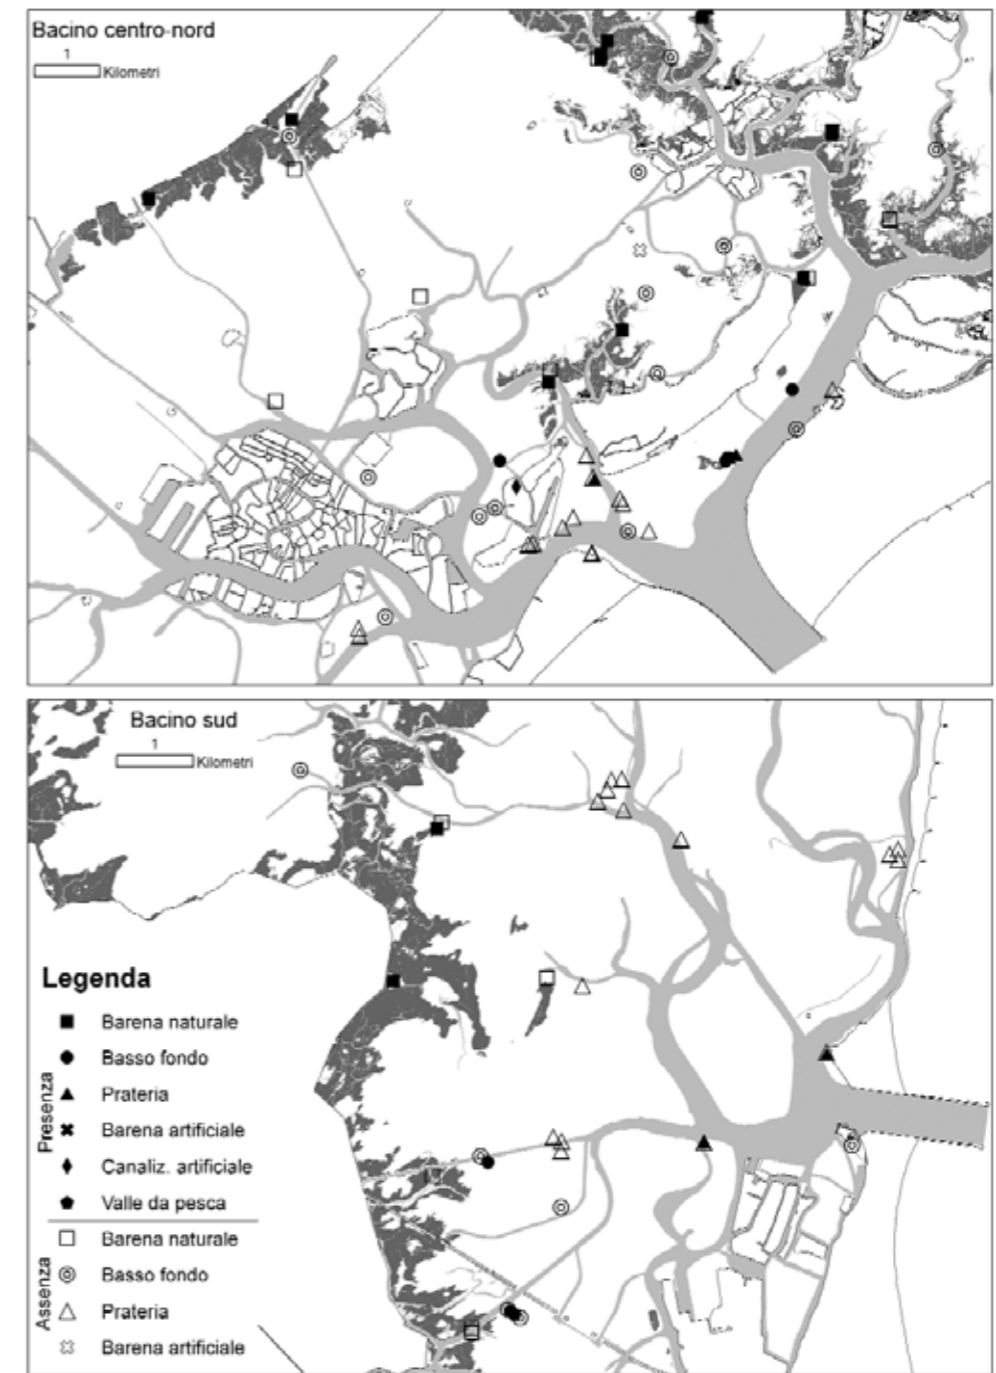 Bacino centro-nord
1
Kilometri
Bacino sud
1
Kilometri
Legenda
Presenza
Barena naturale
Basso fondo
Prateria
Barena artificiale
Canaliz. artificiale
Valle da pesca
Assenza
Barena naturale
Basso fondo
Prateria
Barena artificiale